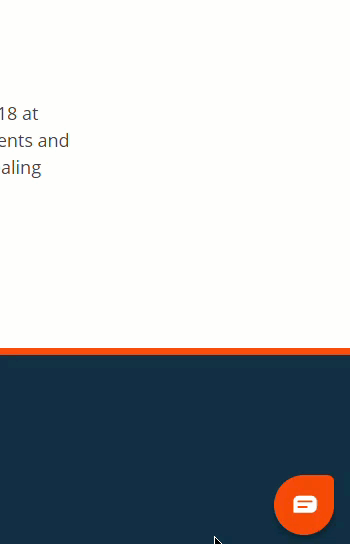 18 at
ents and
aling